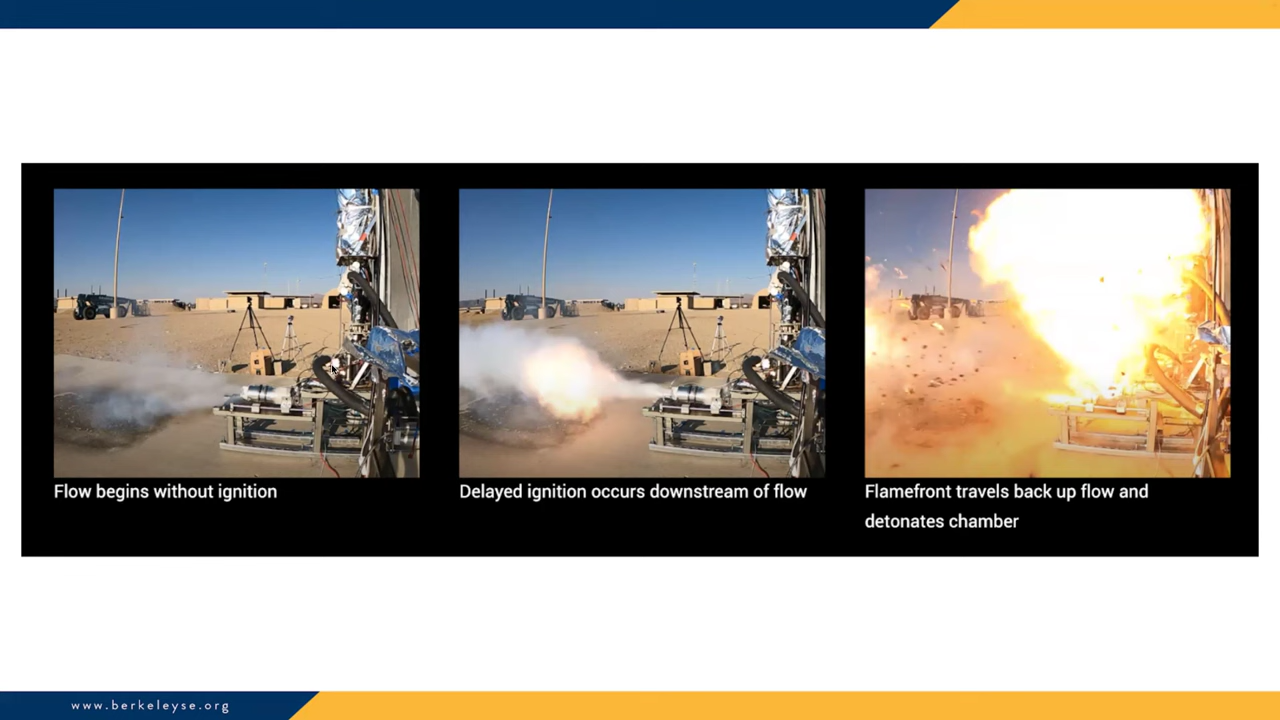 Flow begins without ignition
Delayed ignition occurs downstream of flow
Flamefront travels back up flow and
detonates chamber
www.berkeleyse.org